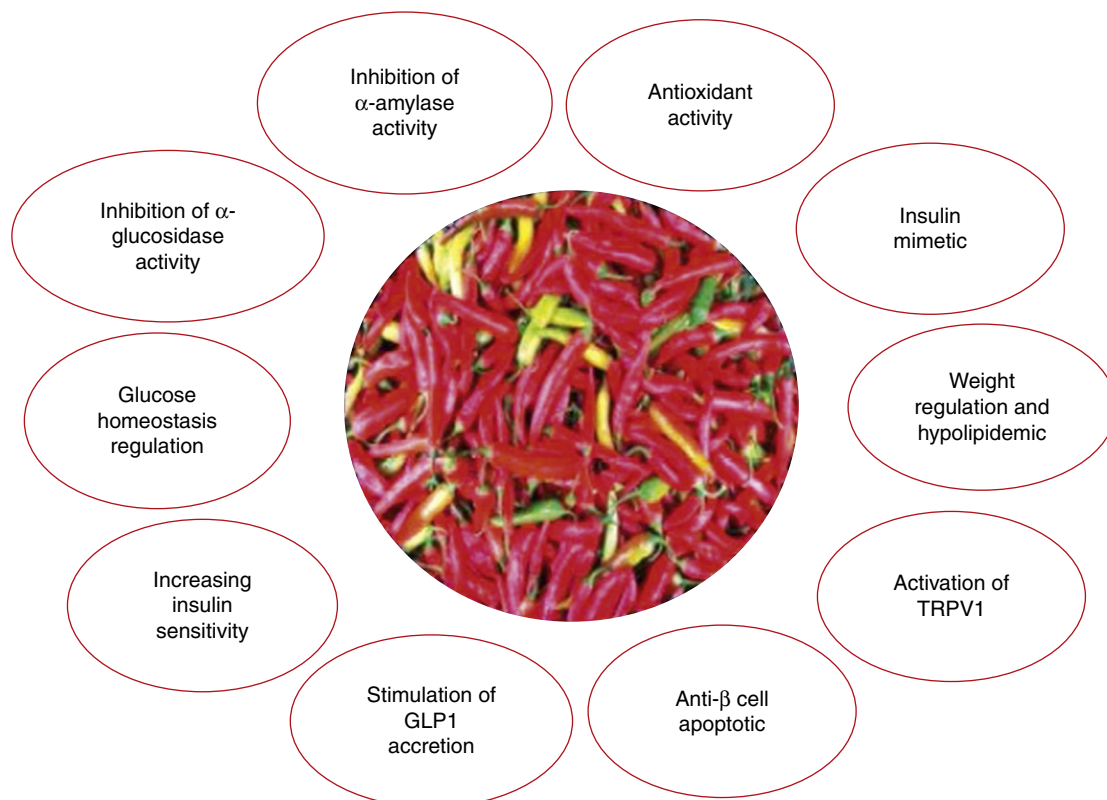 Inhibition of
α-amylase
activity
Antioxidant
activity
Insulin
mimetic
Weight
regulation and
hypolipidemic
Activation of
TRPV1
Anti-β cell
apoptotic
Stimulation of
GLP1
accretion
Increasing
insulin
sensitivity
Glucose
homeostasis
regulation
Inhibition of α-
glucosidase
activity